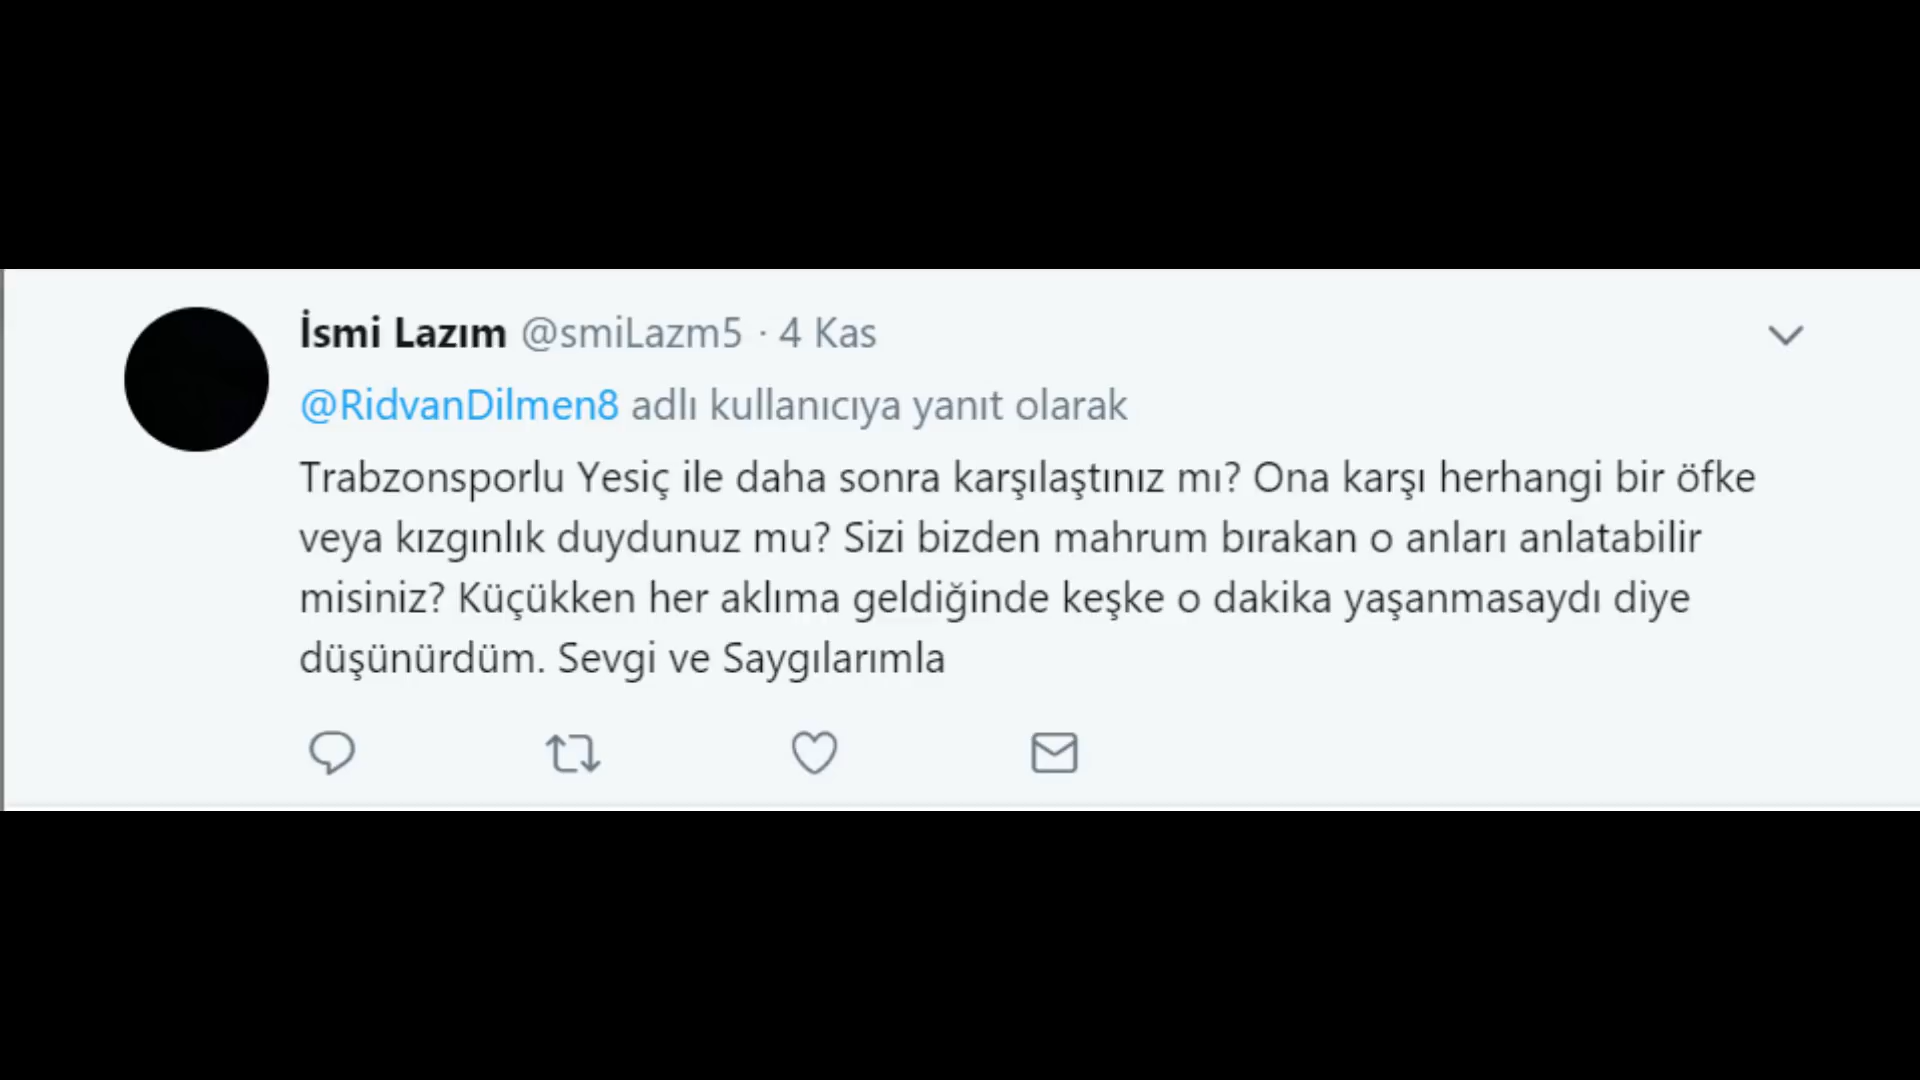 İsmi Lazım @smiLazm5 · 4 Kas
@RidvanDilmen8 adlı kullanıcıya yanıt olarak
Trabzonsporlu Yesiç ile daha sonra karşılaştınız mı? Ona karşı herhangi bir öfke
veya kızgınlık duydunuz mu? Sizi bizden mahrum bırakan o anları anlatabilir
misiniz? Küçükken her aklıma geldiğinde keşke o dakika yaşanmasaydı diye
düşünürdüm. Sevgi ve Saygılarımla